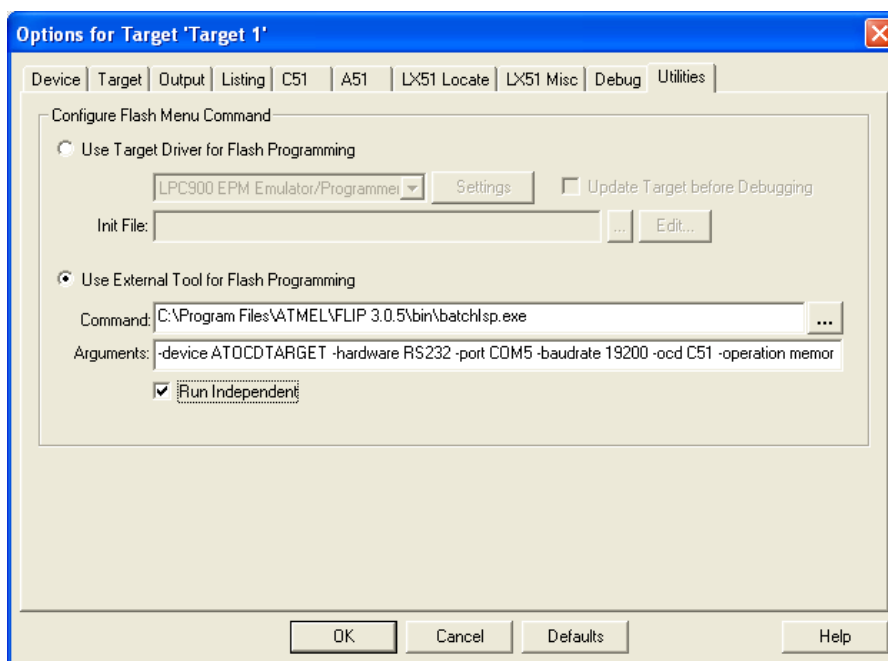 Options for Target 'Target 1'
Device Target Output Listing C51 A51 LX51 Locate LX51 Misc Debug Utilities
Configure Flash Menu Command
Use Target Driver for Flash Programming
LPC900 EPM Emulator/Programmer Settings Update Target before Debugging
Init File: ... Edit...
Use External Tool for Flash Programming
Command: C:\Program Files\ATMEL\FLIP 3.0.5\bin\batchisp.exe ...
Arguments: -device ATOCDTARGET -hardware RS232 -port COM5 -baudrate 19200 -ocd C51 -operation memor
Run Independent
OK Cancel Defaults Help